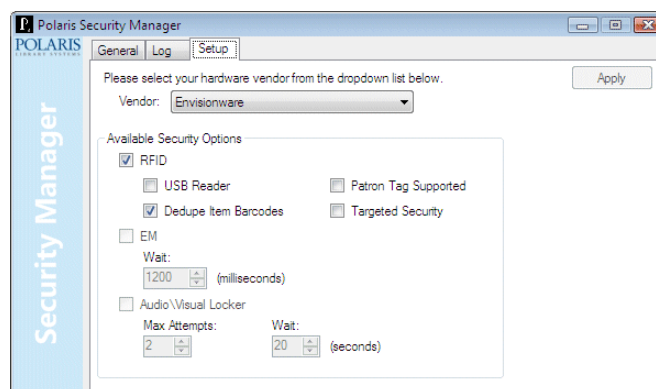 Polaris Security Manager
POLARIS
LIBRARY SYSTEMS
General Log Setup
Please select your hardware vendor from the dropdown list below.
Apply
Vendor: Envisionware
Available Security Options
RFID
USB Reader Patron Tag Supported
Dedupe Item Barcodes Targeted Security
EM
Wait:
1200 (milliseconds)
Audio\Visual Locker
Max Attempts: Wait:
2 20 (seconds)
Security Manager